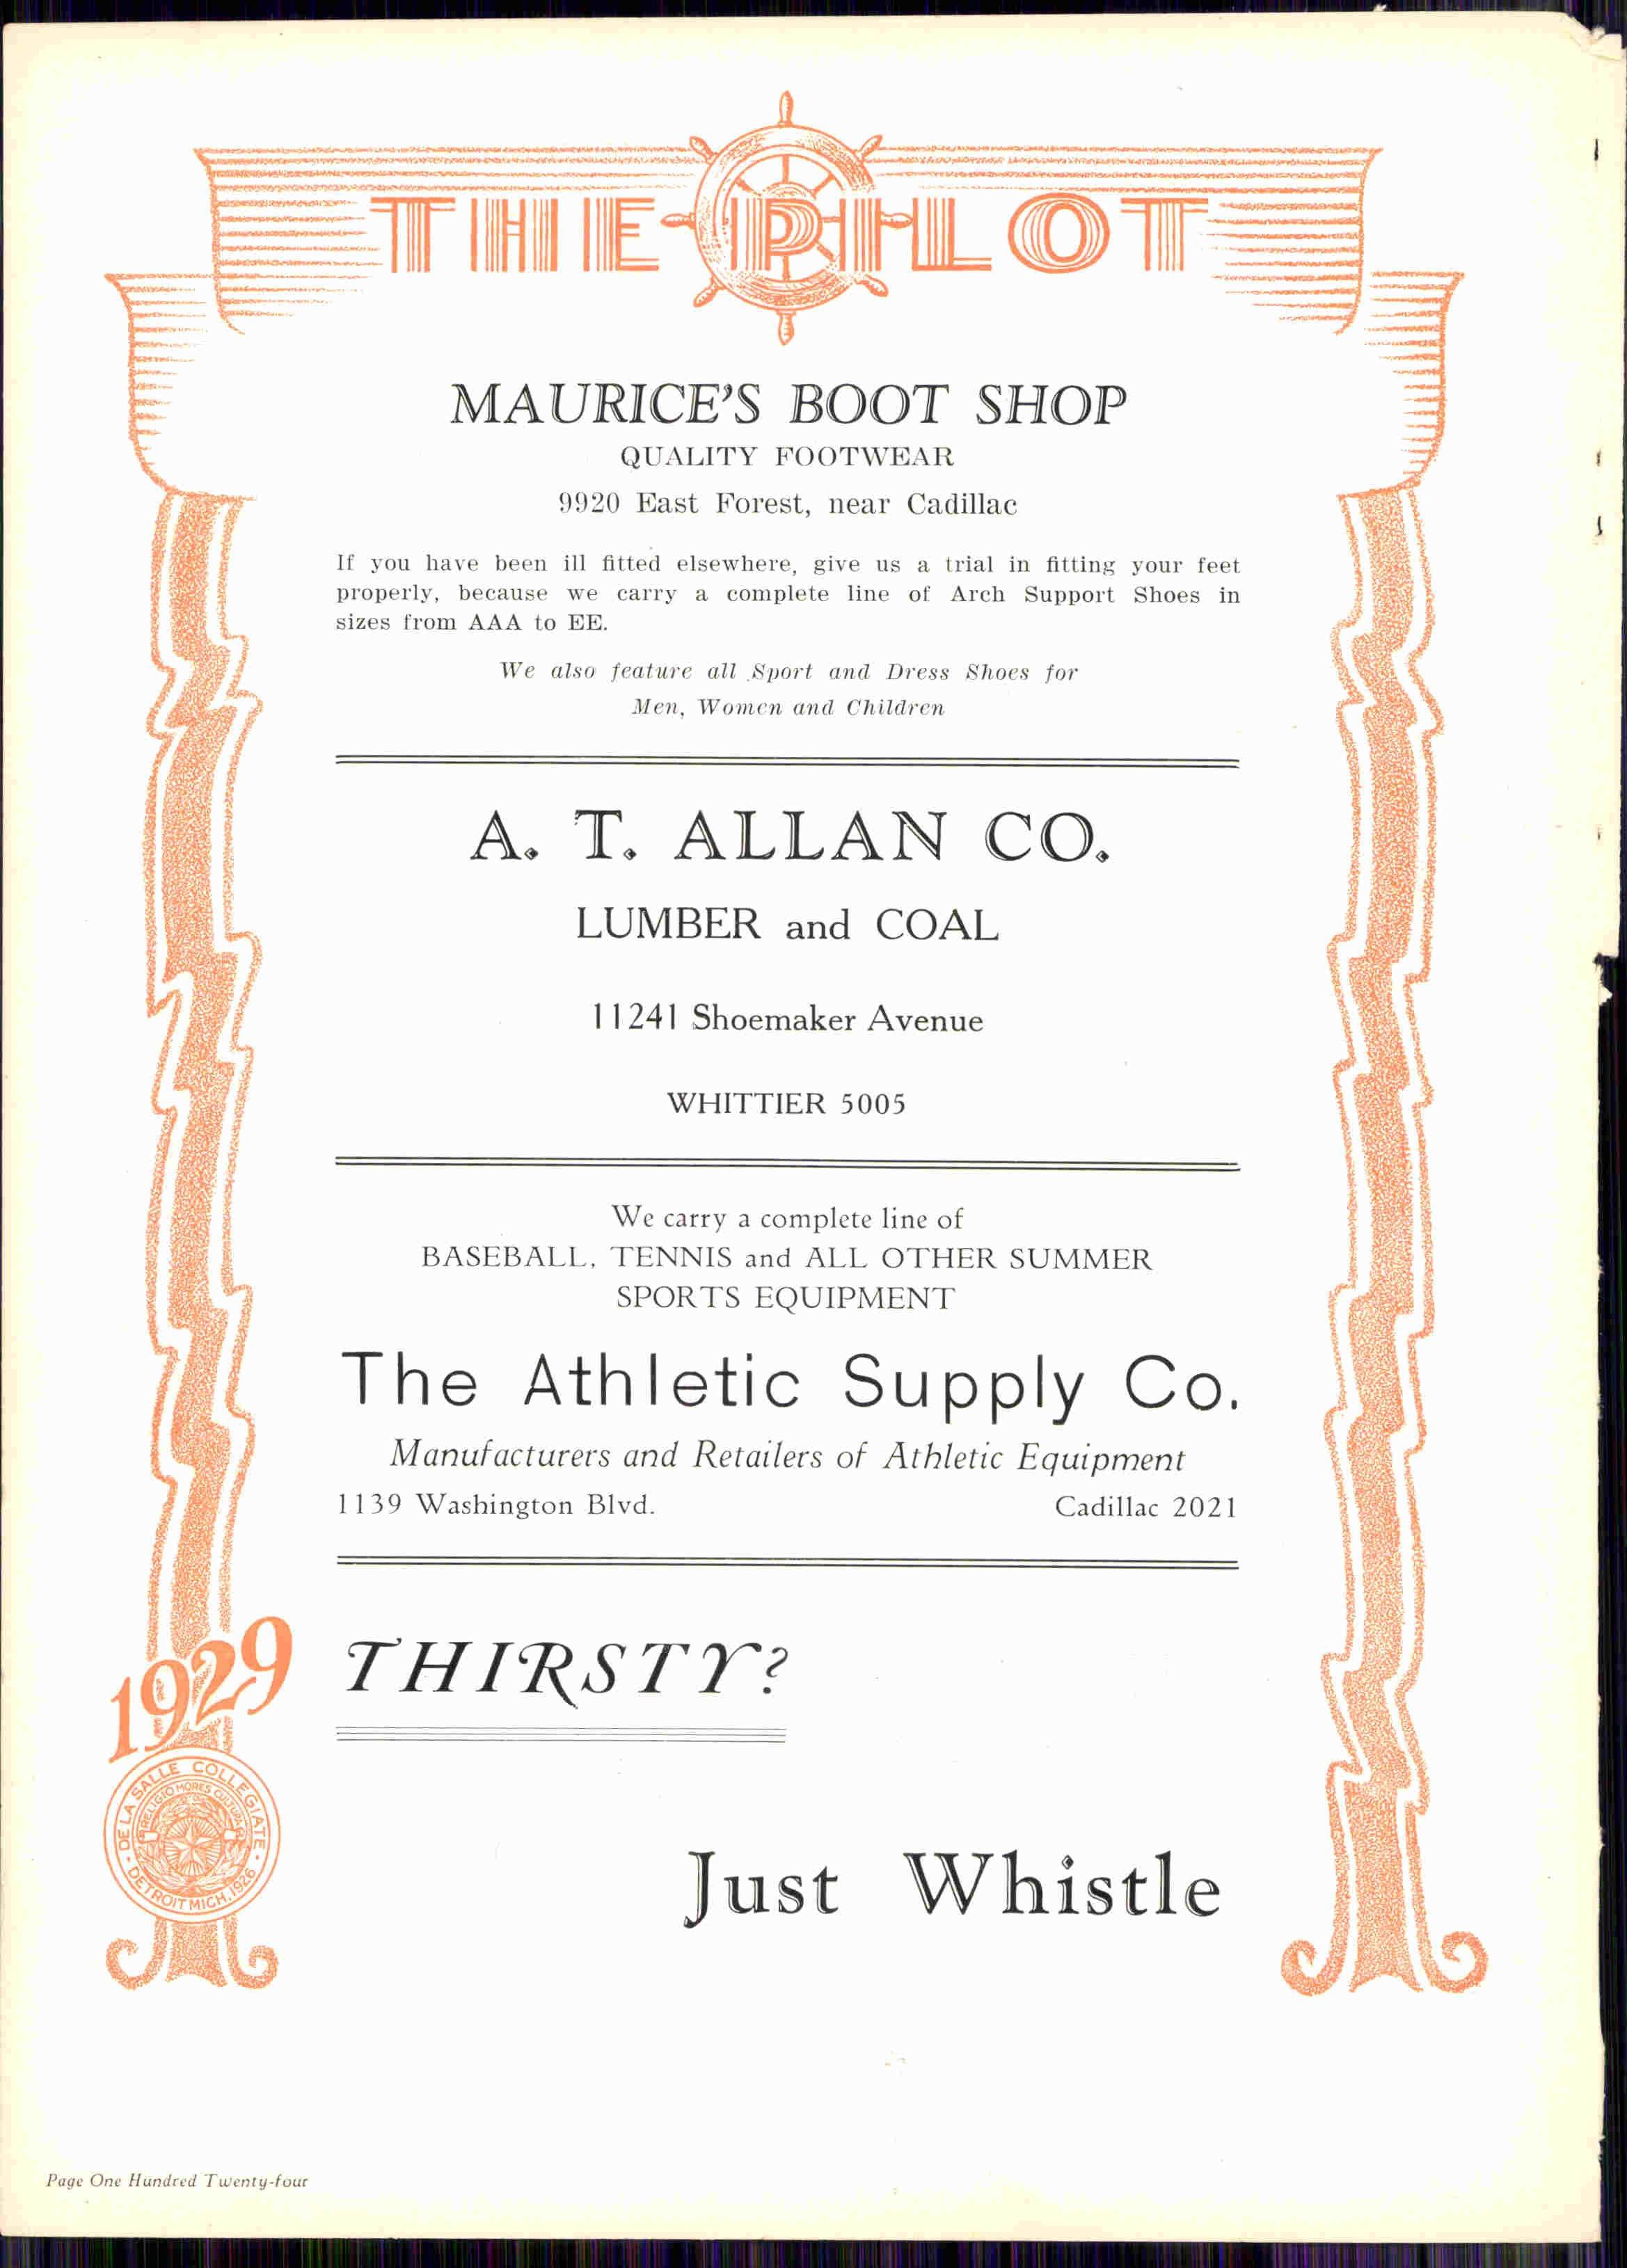 THE PILOT
MAURICE'S BOOT SHOP
QUALITY FOOTWEAR
9920 East Forest, near Cadillac
If you have been ill fitted elsewhere, give us a trial in fitting your feet
properly, because we carry a complete line of Arch Support Shoes in
sizes from AAA to EE.
We also feature all Sport and Dress Shoes for
Men, Women and Children
A. T. ALLAN CO.
LUMBER and COAL
11241 Shoemaker Avenue
WHITTIER 5005
We carry a complete line of
BASEBALL, TENNIS and ALL OTHER SUMMER
SPORTS EQUIPMENT
The Athletic Supply Co.
Manufacturers and Retailers of Athletic Equipment
1139 Washington Blvd. Cadillac 2021
THIRSTY?
Just Whistle
1929
DE LA SALLE COLLEGIATE
RELIGIO MORES CULTURA
DETROIT MICH. 1926
Page One Hundred Twenty-four